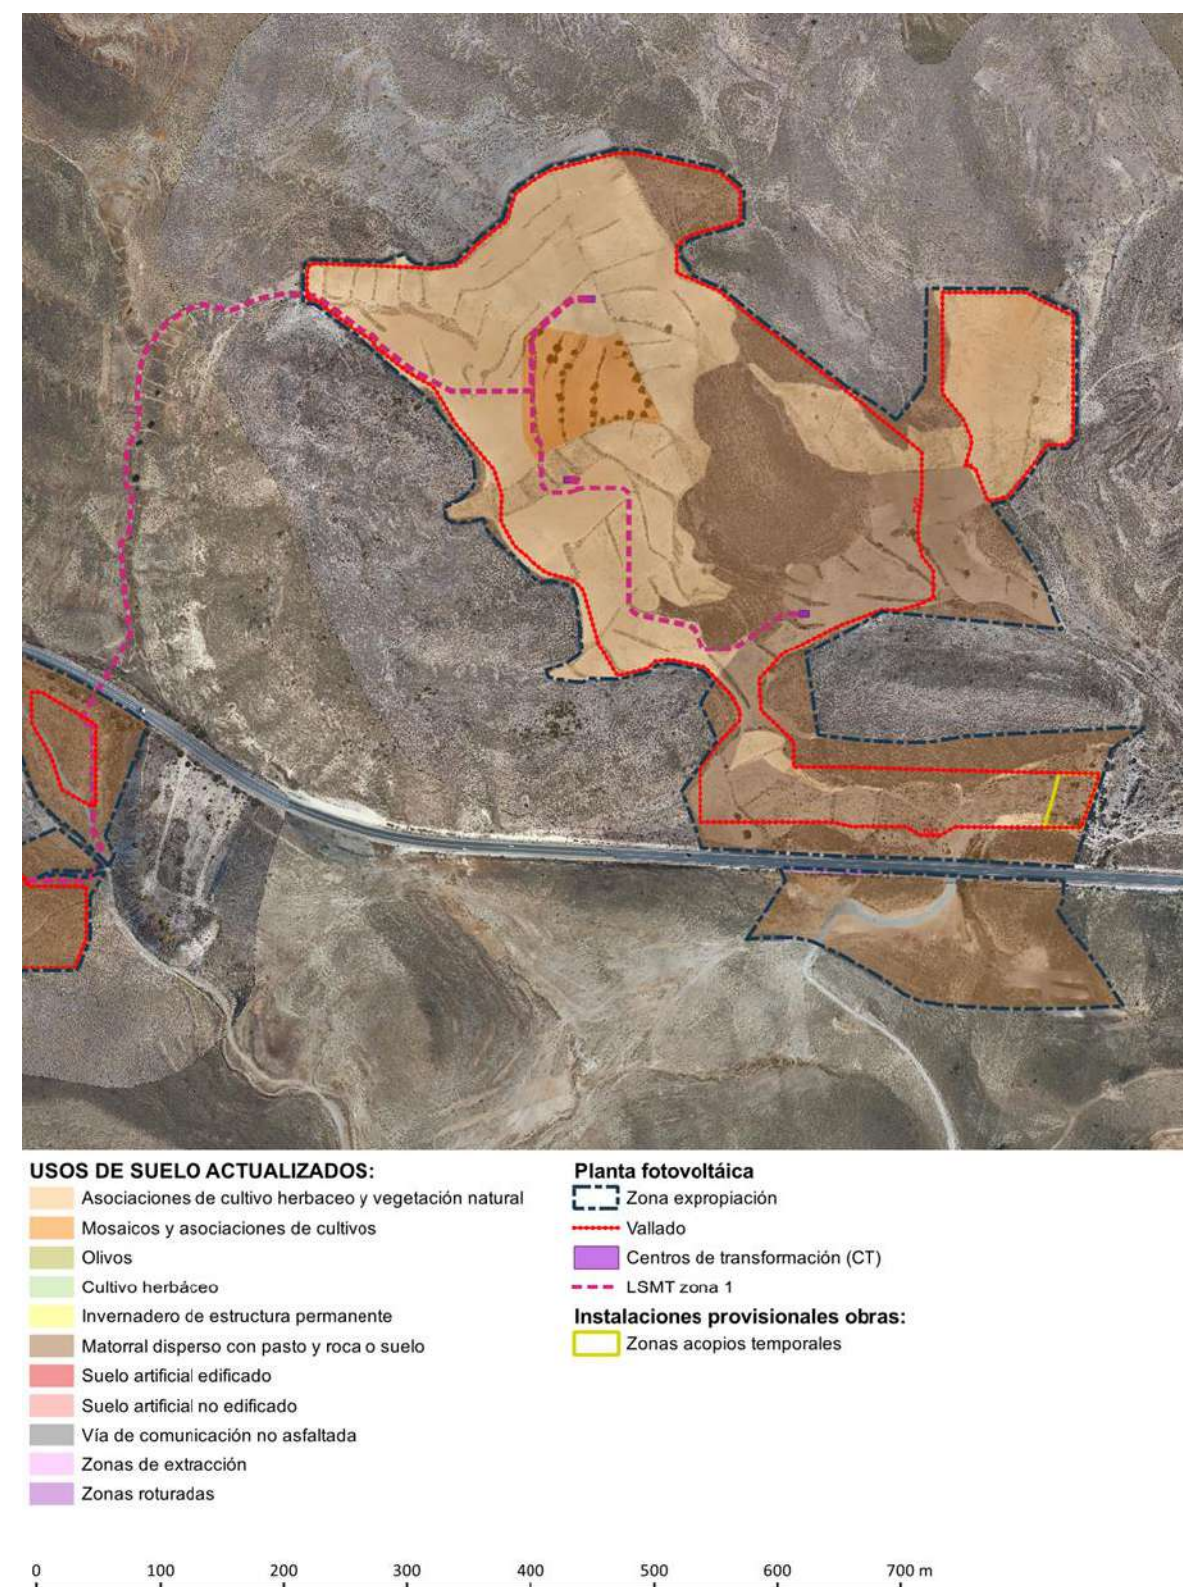 USOS DE SUELO ACTUALIZADOS:
Asociaciones de cultivo herbaceo y vegetación natural
Mosaicos y asociaciones de cultivos
Olivos
Cultivo herbáceo
Invernadero de estructura permanente
Matorral disperso con pasto y roca o suelo
Suelo artificial edificado
Suelo artificial no edificado
Vía de comunicación no asfaltada
Zonas de extracción
Zonas roturadas
Planta fotovoltáica
Zona expropiación
Vallado
Centros de transformación (CT)
LSMT zona 1
Instalaciones provisionales obras:
Zonas acopios temporales
0 100 200 300 400 500 600 700 m